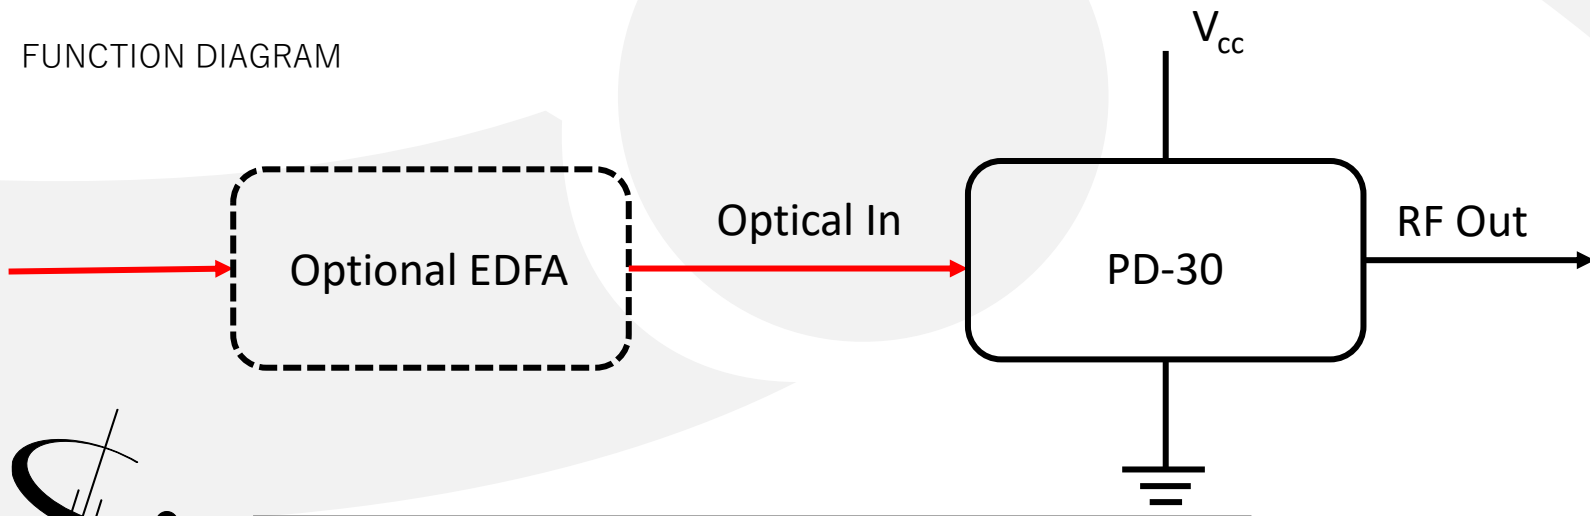 FUNCTION DIAGRAM
Vcc
Optical In
RF Out
Optional EDFA
PD-30